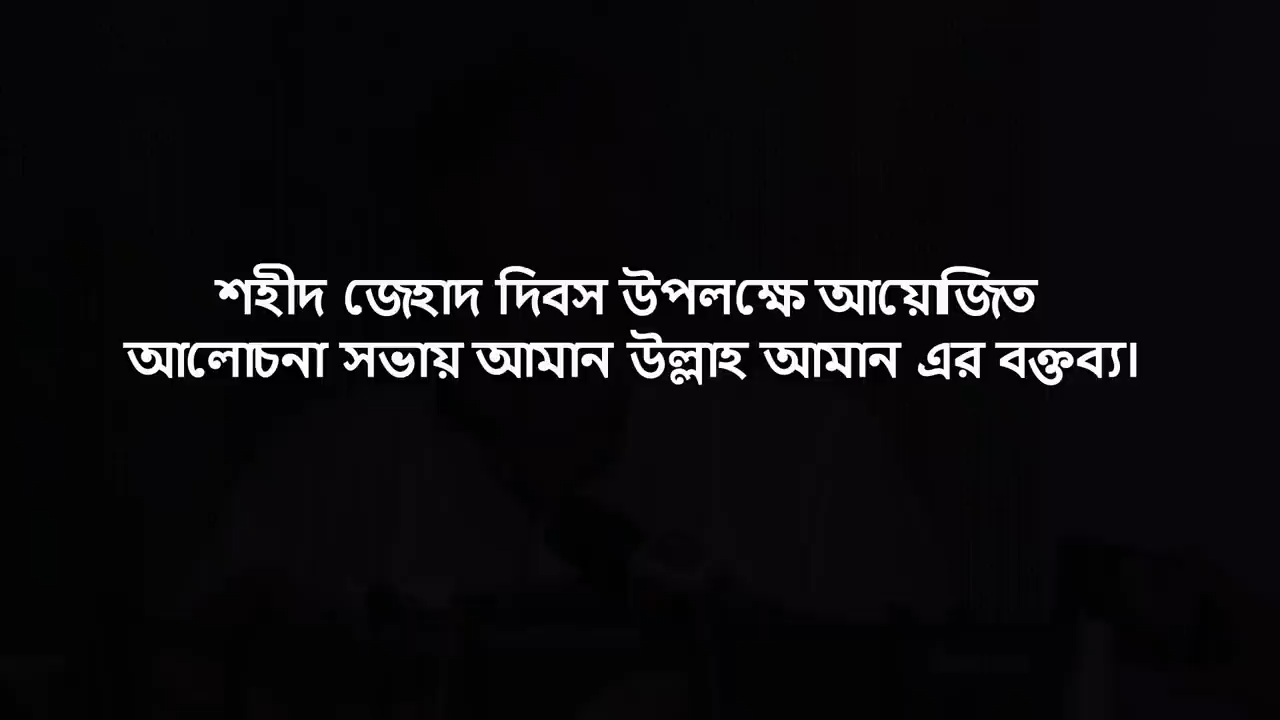 শহীদ জেহাদ দিবস উপলক্ষে আয়োজিত
আলোচনা সভায় আমান উল্লাহ আমান এর বক্তব্য।